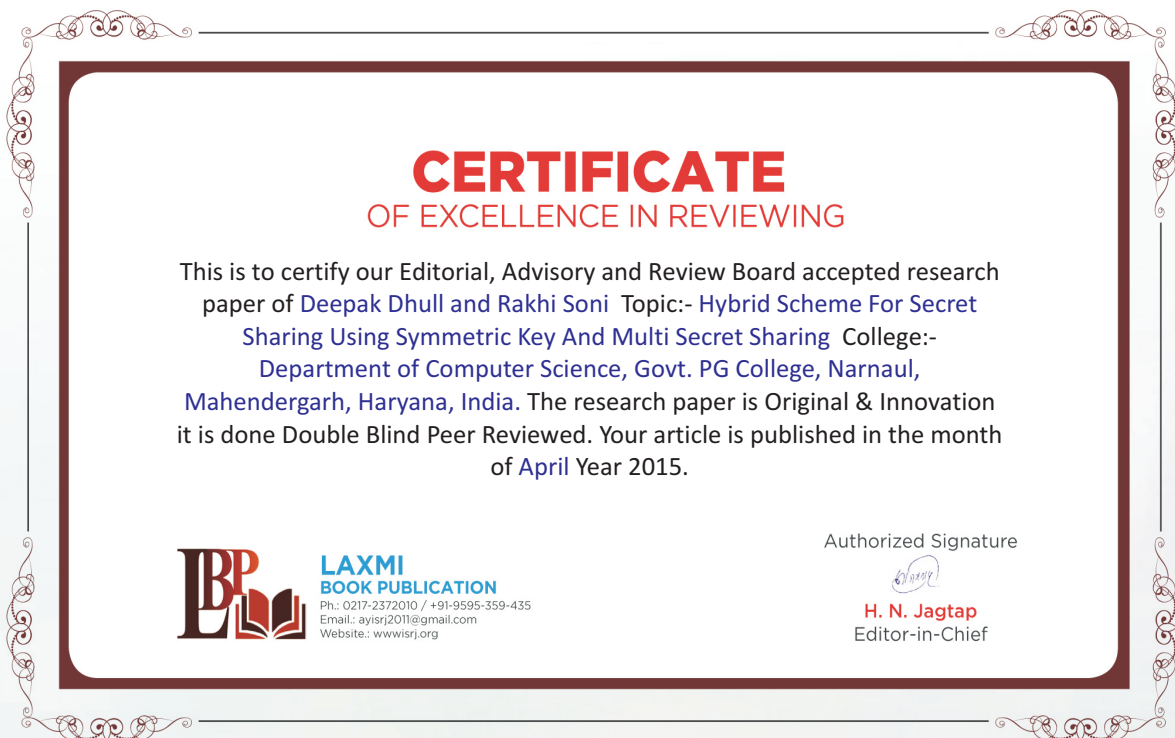 CERTIFICATE
OF EXCELLENCE IN REVIEWING
This is to certify our Editorial, Advisory and Review Board accepted research
paper of Deepak Dhull and Rakhi Soni Topic:- Hybrid Scheme For Secret
Sharing Using Symmetric Key And Multi Secret Sharing College:-
Department of Computer Science, Govt. PG College, Narnaul,
Mahendergarh, Haryana, India. The research paper is Original & Innovation
it is done Double Blind Peer Reviewed. Your article is published in the month
of April Year 2015.
LBP
LAXMI
BOOK PUBLICATION
Ph.: 0217-2372010 / +91-9595-359-435
Email.: ayisrj2011@gmail.com
Website.: wwwisrj.org
Authorized Signature
H. N. Jagtap
Editor-in-Chief